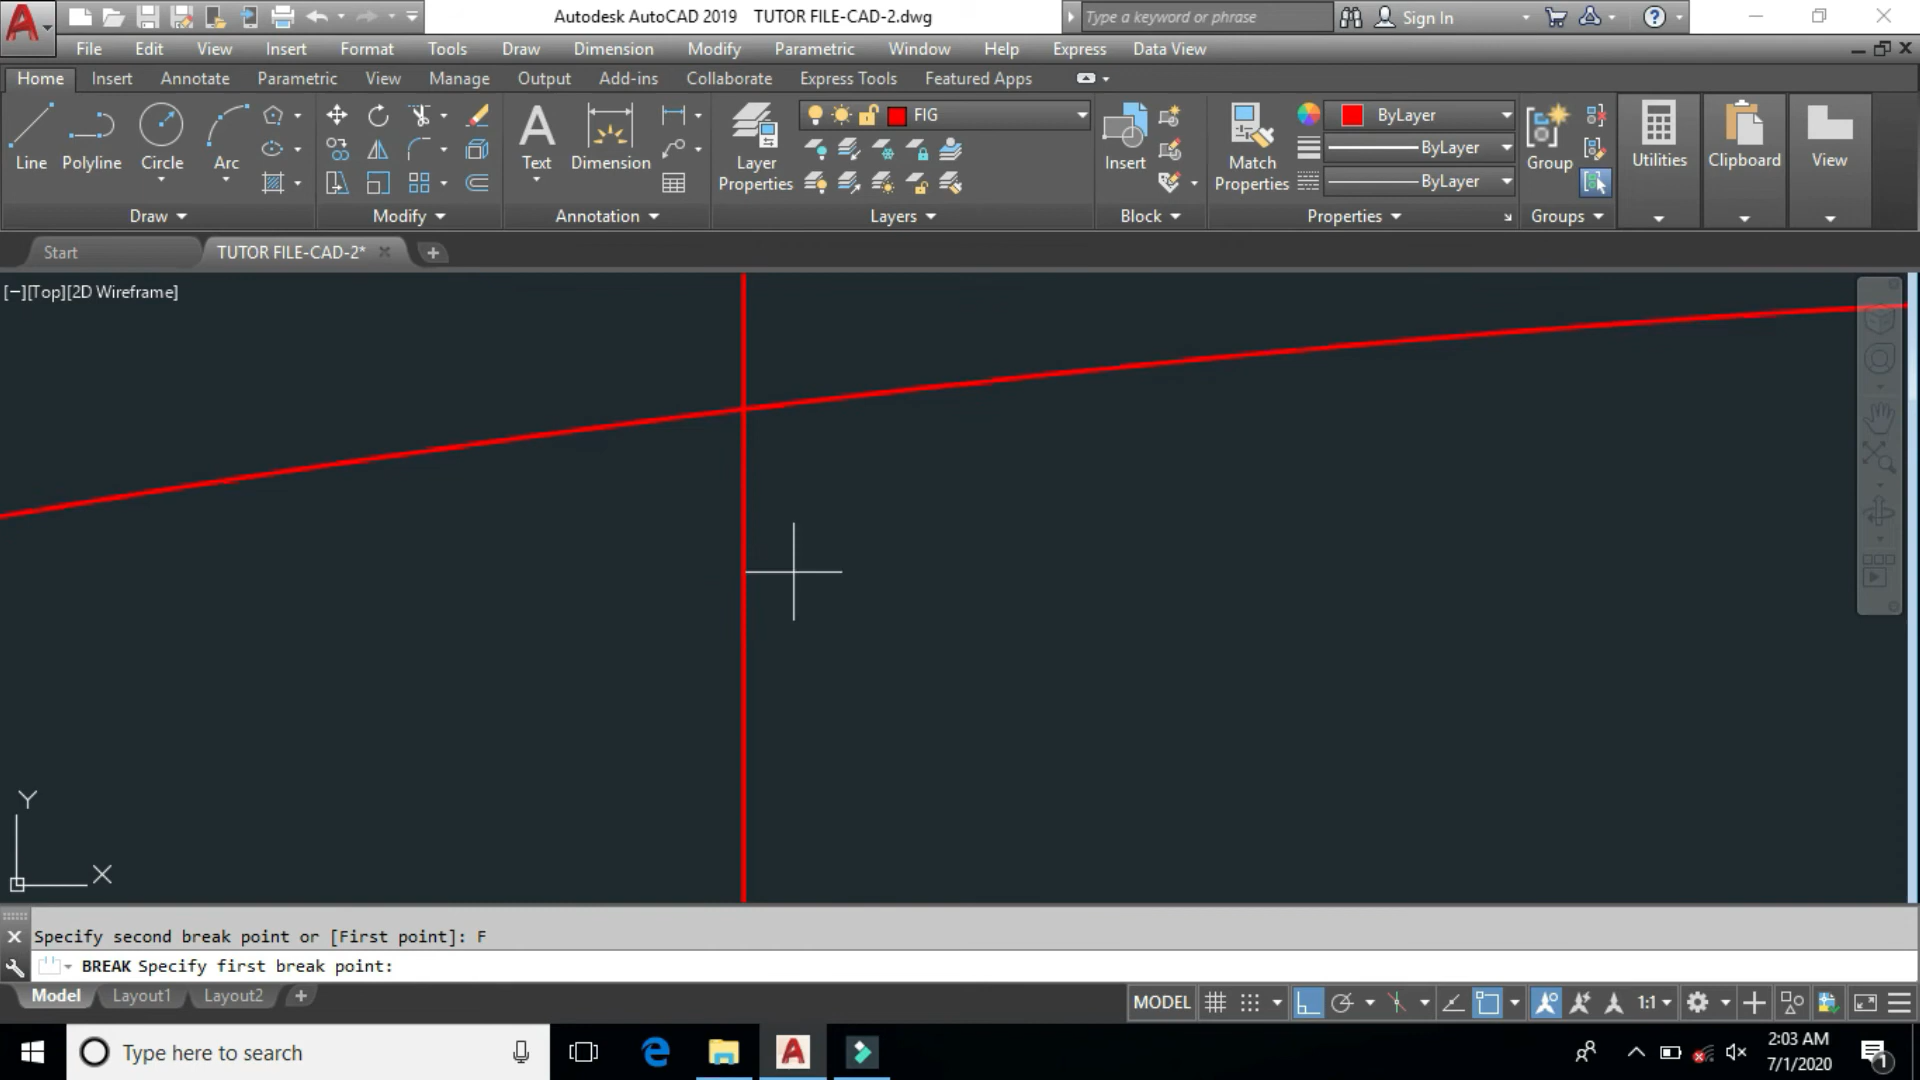 Autodesk AutoCAD 2019 TUTOR FILE-CAD-2.dwg
Type a keyword or phrase
Sign In
File Edit View Insert Format Tools Draw Dimension Modify Parametric Window Help Express Data View
Home Insert Annotate Parametric View Manage Output Add-ins Collaborate Express Tools Featured Apps
FIG
ByLayer
ByLayer
ByLayer
Line Polyline Circle Arc
Text Dimension
Layer Properties
Insert
Match Properties
Group
Utilities Clipboard View
Draw Modify Annotation Layers Block Properties Groups
Start TUTOR FILE-CAD-2*
[−][Top][2D Wireframe]
Y
X
Specify second break point or [First point]: F
BREAK Specify first break point:
Model Layout1 Layout2
MODEL 1:1
Type here to search
2:03 AM
7/1/2020
1